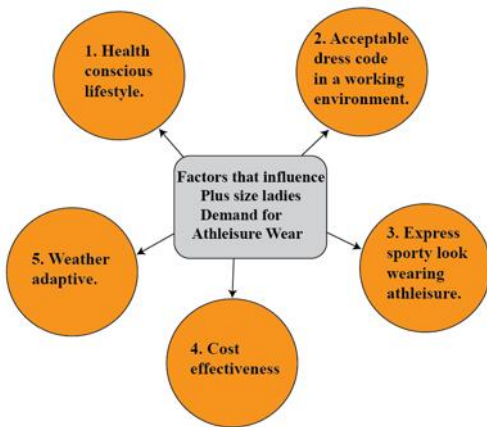 Factors that influence
Plus size ladies
Demand for
Athleisure Wear
1. Health
conscious
lifestyle.
2. Acceptable
dress code
in a working
environment.
3. Express
sporty look
wearing
athleisure.
4. Cost
effectiveness
5. Weather
adaptive.